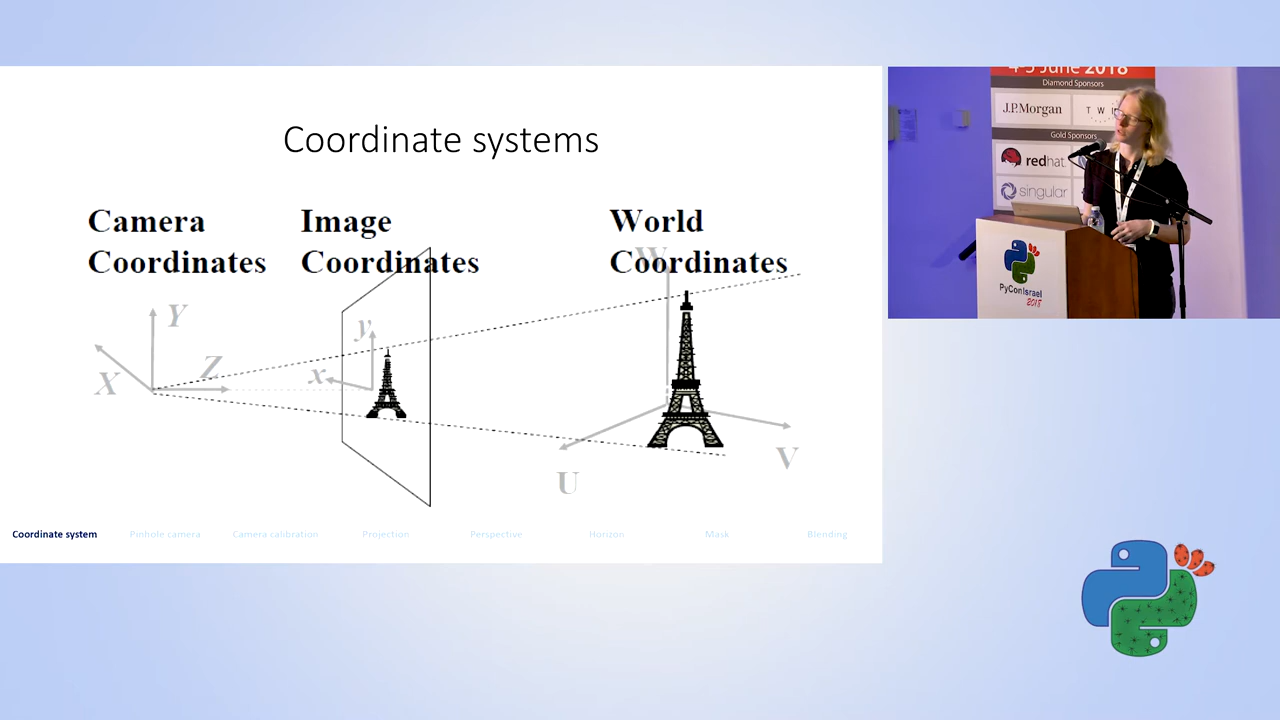 Coordinate systems
Camera
Coordinates
Image
Coordinates
World
Coordinates
Y
X
Z
y
x
W
U
V
Coordinate system
Pinhole camera
Camera calibration
Projection
Perspective
Horizon
Mask
Blending
4-5 June 2018
Diamond Sponsors
J.P.Morgan
T W
Gold Sponsors
redhat
singular
PyConIsrael
2018